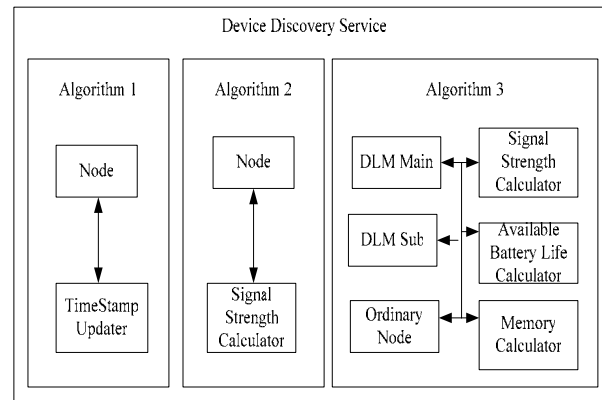 Device Discovery Service
Algorithm 1
Node
TimeStamp
Updater
Algorithm 2
Node
Signal
Strength
Calculator
Algorithm 3
DLM Main
DLM Sub
Ordinary
Node
Signal
Strength
Calculator
Available
Battery Life
Calculator
Memory
Calculator